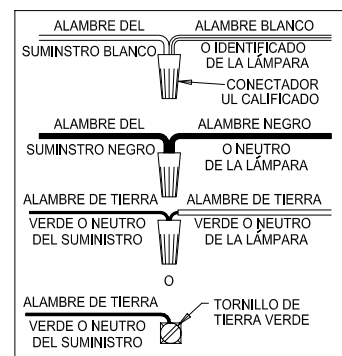 ALAMBRE DEL
SUMINSTRO BLANCO
ALAMBRE BLANCO
O IDENTIFICADO
DE LA LÁMPARA
CONECTADOR
UL CALIFICADO
ALAMBRE DEL
SUMINSTRO NEGRO
ALAMBRE NEGRO
O NEUTRO
DE LA LÁMPARA
ALAMBRE DE TIERRA
VERDE O NEUTRO
DEL SUMINISTRO
ALAMBRE DE TIERRA
VERDE O NEUTRO
DE LA LÁMPARA
O
ALAMBRE DE TIERRA
VERDE O NEUTRO
DEL SUMINISTRO
TORNILLO DE
TIERRA VERDE